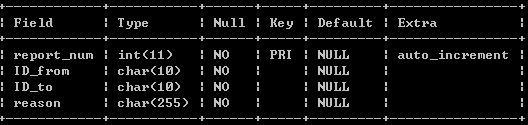 +------------+-----------+------+-----+---------+----------------+
| Field      | Type      | Null | Key | Default | Extra          |
+------------+-----------+------+-----+---------+----------------+
| report_num | int(11)   | NO   | PRI | NULL    | auto_increment |
| ID_from    | char(10)  | NO   |     | NULL    |                |
| ID_to      | char(10)  | NO   |     | NULL    |                |
| reason     | char(255) | NO   |     | NULL    |                |
+------------+-----------+------+-----+---------+----------------+